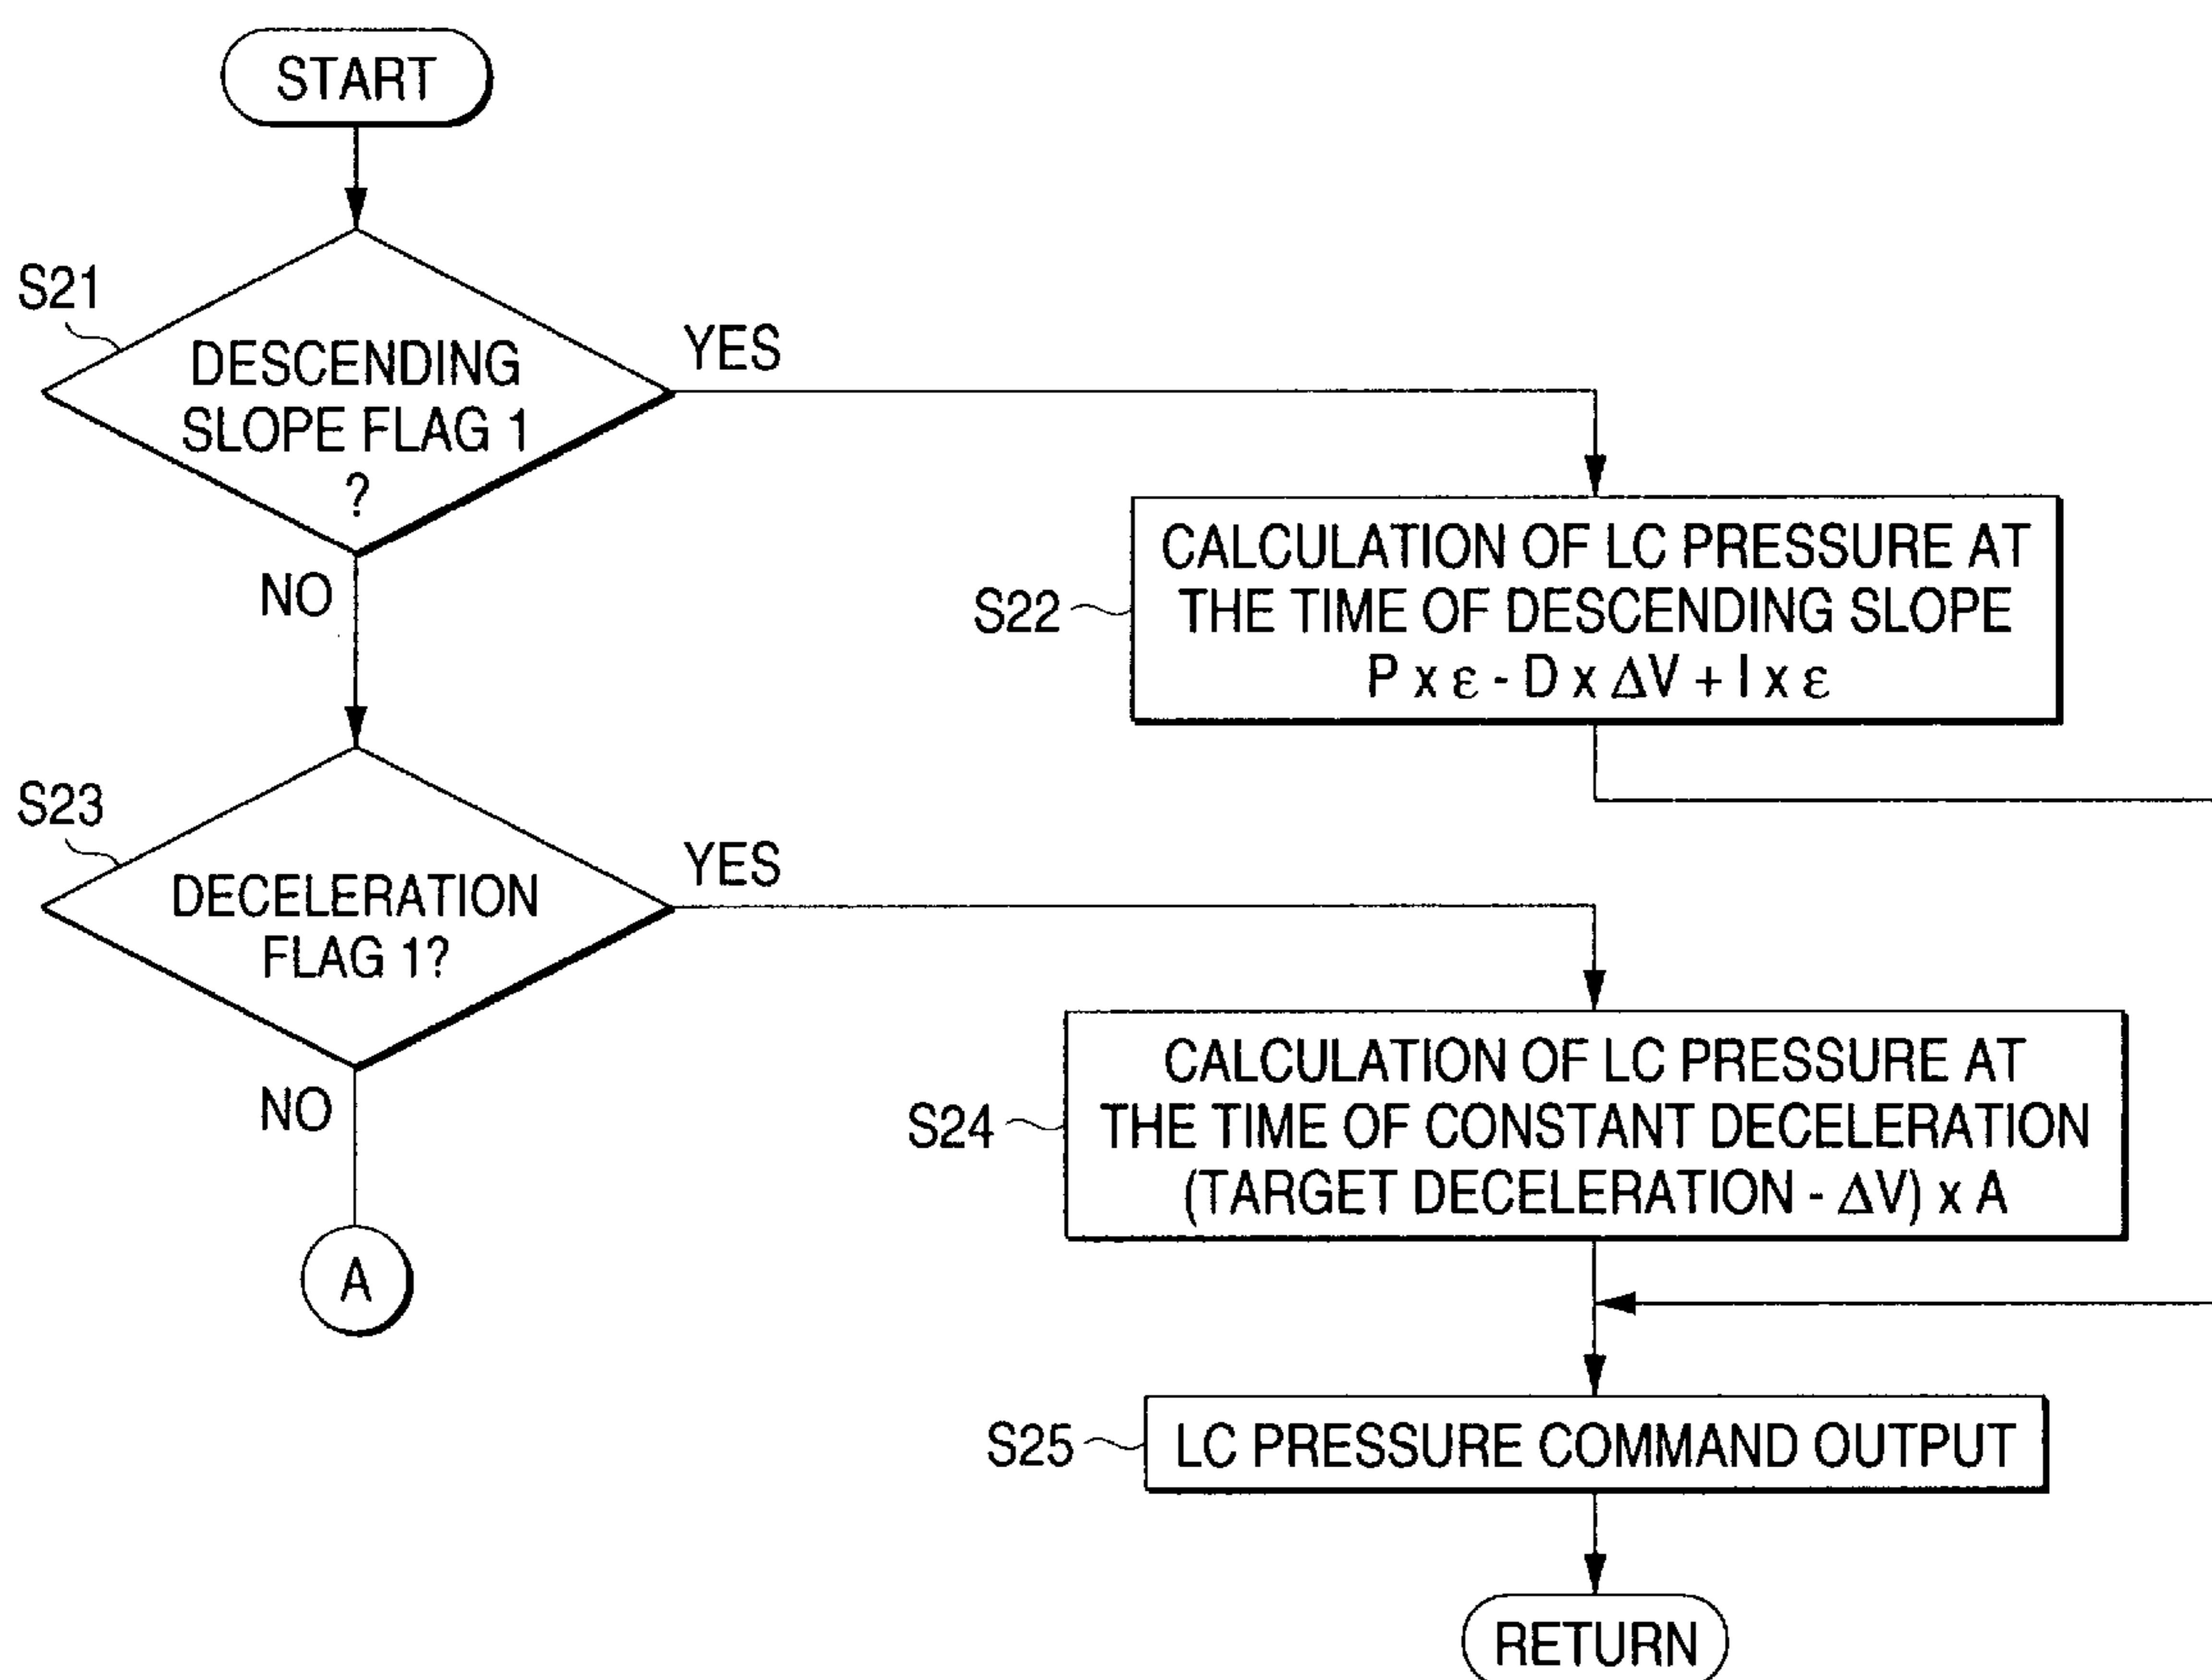 START
S21
DESCENDING
SLOPE FLAG 1
?
YES
NO
S22
CALCULATION OF LC PRESSURE AT
THE TIME OF DESCENDING SLOPE
P x ε - D x ΔV + I x ε
S23
DECELERATION
FLAG 1?
YES
NO
A
S24
CALCULATION OF LC PRESSURE AT
THE TIME OF CONSTANT DECELERATION
(TARGET DECELERATION - ΔV) x A
S25
LC PRESSURE COMMAND OUTPUT
RETURN